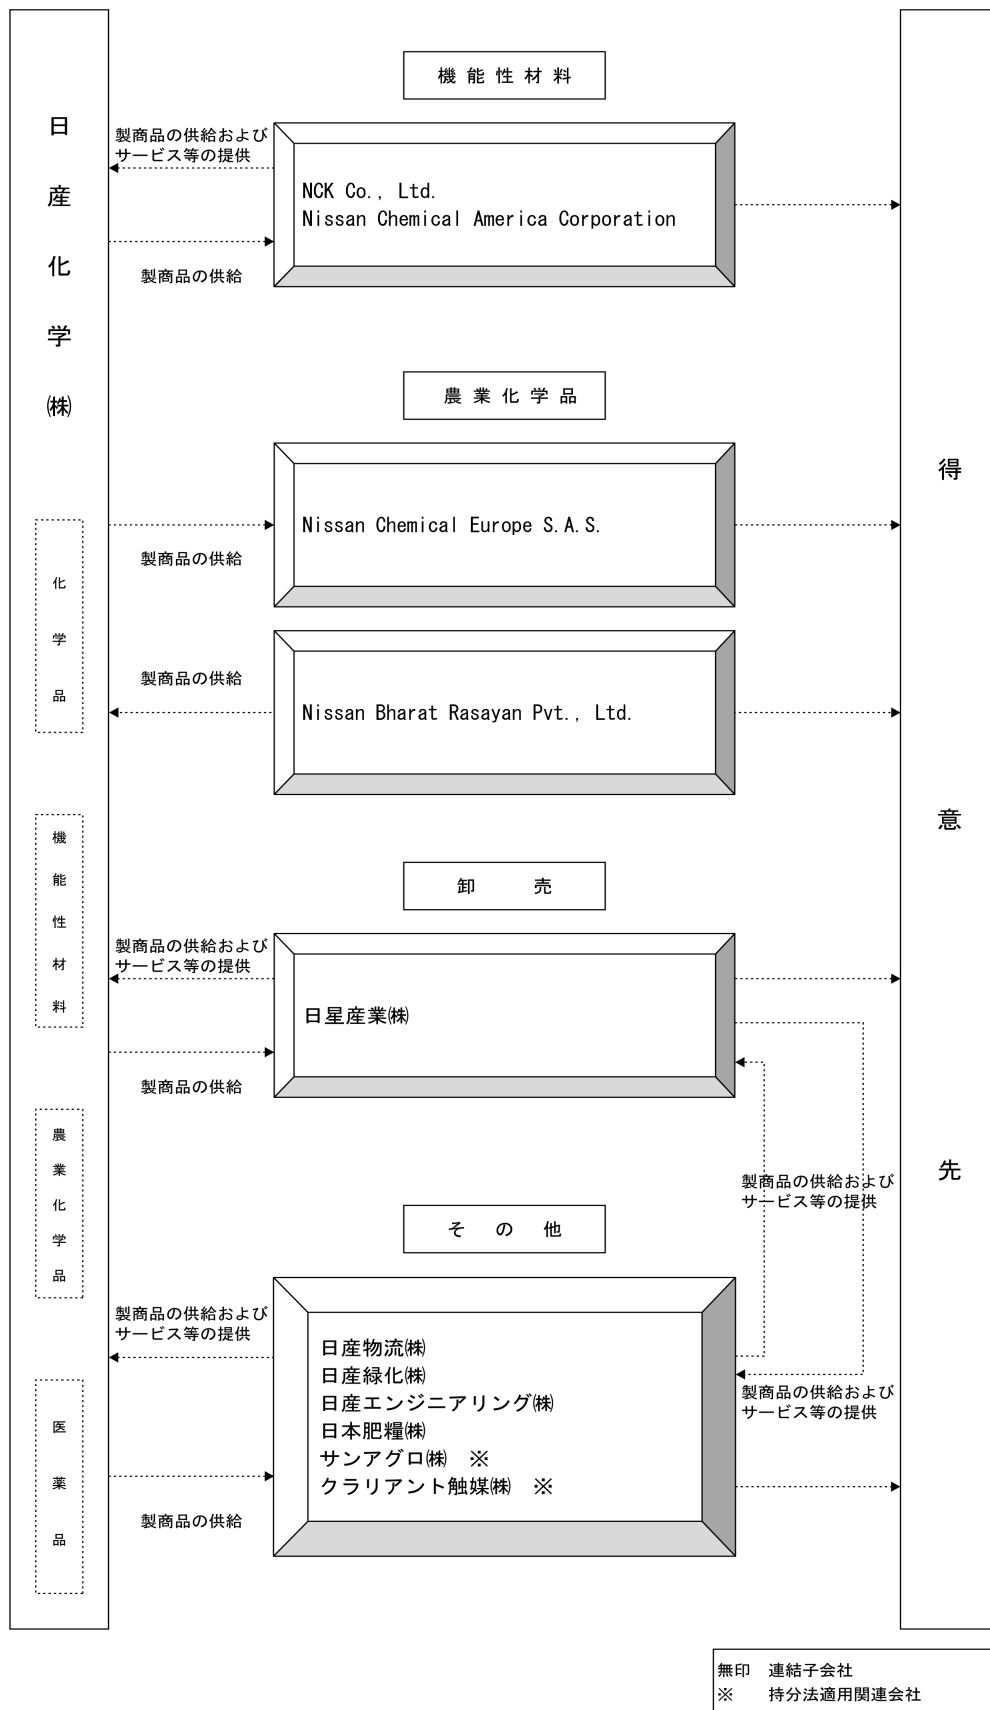 日産化学㈱
化学品
機能性材料
農業化学品
医薬品
機能性材料
製商品の供給および
サービス等の提供
NCK Co., Ltd.
Nissan Chemical America Corporation
製商品の供給
農業化学品
Nissan Chemical Europe S.A.S.
製商品の供給
製商品の供給
Nissan Bharat Rasayan Pvt., Ltd.
卸売
製商品の供給および
サービス等の提供
日星産業㈱
製商品の供給
製商品の供給および
サービス等の提供
その他
製商品の供給および
サービス等の提供
日産物流㈱
日産緑化㈱
日産エンジニアリング㈱
日本肥糧㈱
サンアグロ㈱ ※
クラリアント触媒㈱ ※
製商品の供給および
サービス等の提供
製商品の供給
得意先
無印 連結子会社
※ 持分法適用関連会社